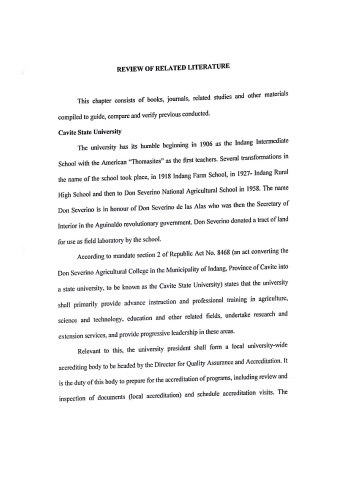 REVIEW OF RELATED LITERATURE
This chapter consists of books, journals, related studies and other materials
compiled to guide, compare and verify previous conducted.
Cavite State University
The university has its humble beginning in 1906 as the Indang Intermediate
School with the American “Thomasites” as the first teachers. Several transformations in
the name of the school took place, in 1918 Indang Farm School, in 1927- Indang Rural
High School and then to Don Severino National Agricultural School in 1958. The name
Don Severino is in honour of Don Severino de las Alas who was then the Secretary of
Interior in the Aguinaldo revolutionary government. Don Severino donated a tract of land
for use as field laboratory by the school.
According to mandate section 2 of Republic Act No. 8468 (an act converting the
Don Severino Agricultural College in the Municipality of Indang, Province of Cavite into
a state university, to be known as the Cavite State University) states that the university
shall primarily provide advance instruction and professional training in agriculture,
science and technology, education and other related fields, undertake research and
extension services, and provide progressive leadership in these areas.
Relevant to this, the university president shall form a local university-wide
accrediting body to be headed by the Director for Quality Assurance and Accreditation. It
is the duty of this body to prepare for the accreditation of programs, including review and
inspection of documents (local accreditation) and schedule accreditation visits. The